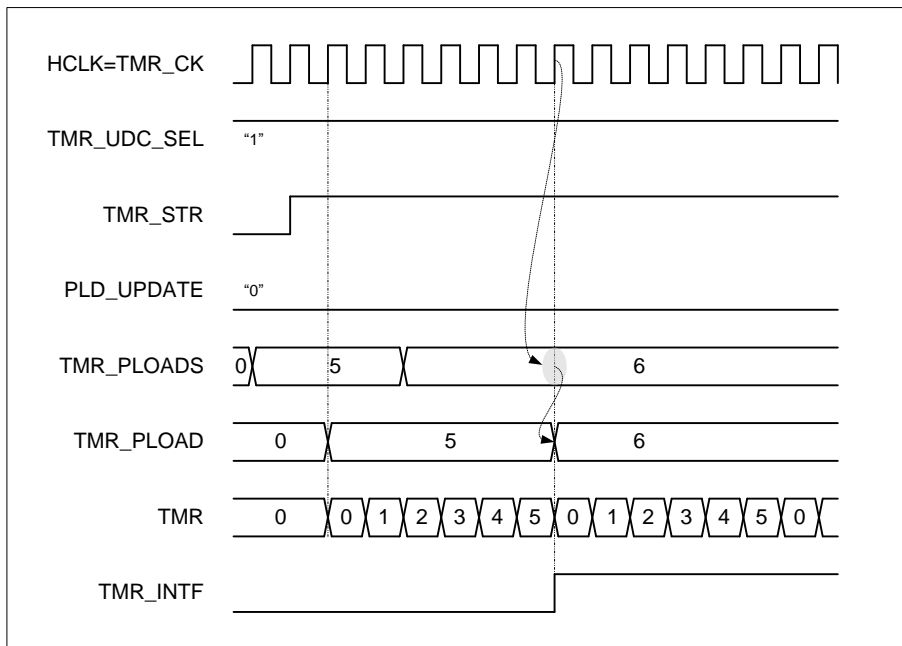 HCLK=TMR_CK
TMR_UDC_SEL “1”
TMR_STR
PLD_UPDATE “0”
TMR_PLOADS 0 5 6
TMR_PLOAD 0 5 6
TMR 0 0 1 2 3 4 5 0 1 2 3 4 5 0
TMR_INTF